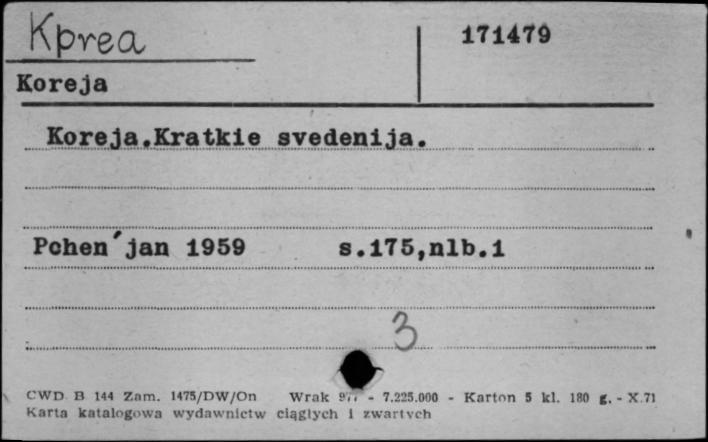 Kprea
171479
Koreja
Koreja.Kratkie svedenija.
Pchen´jan 1959 s.175,nlb.1
3
CWD B 144 Zam. 1475/DW/On Wrak - 7.225.000 - Karton 5 kl. 180 g. - X.71
Karta katalogowa wydawnictw ciągłych i zwartych